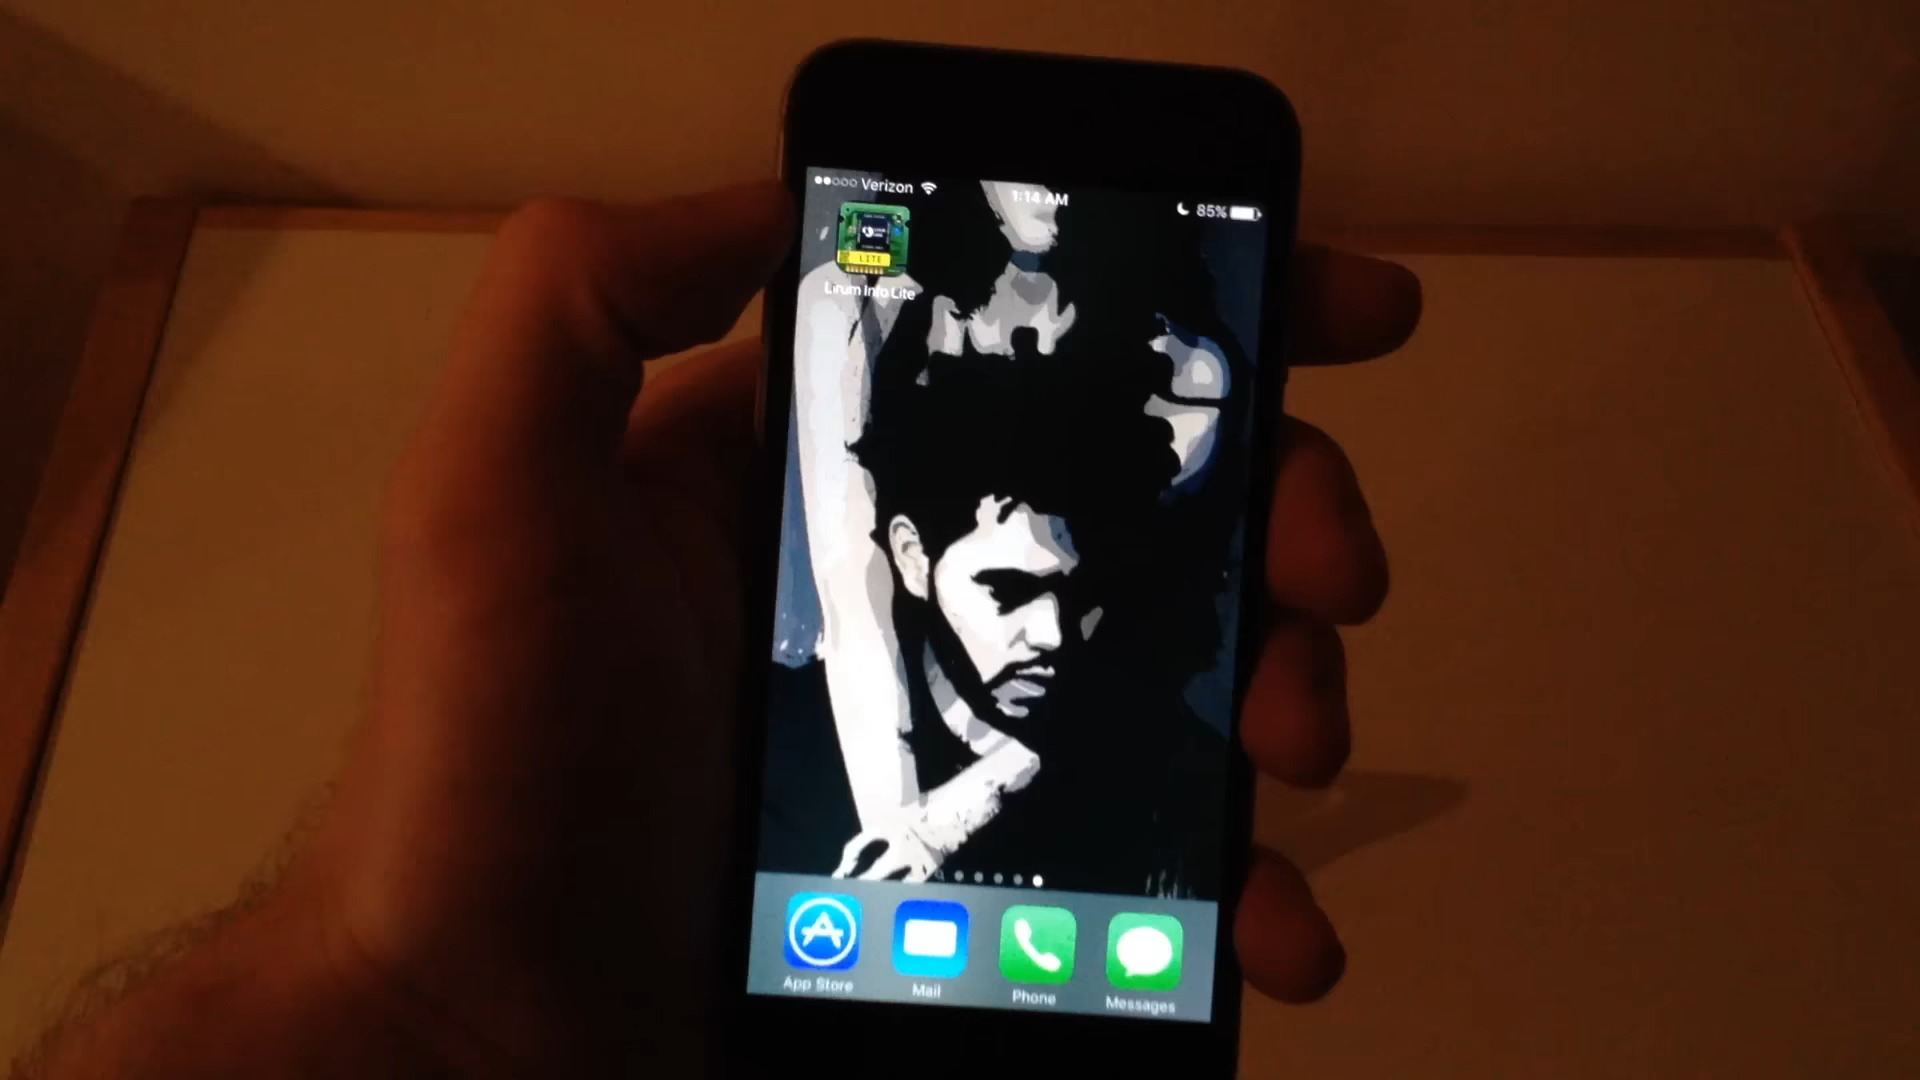 Verizon
1:14 AM
85%
LITE
Lirum Info Lite
App Store
Mail
Phone
Messages